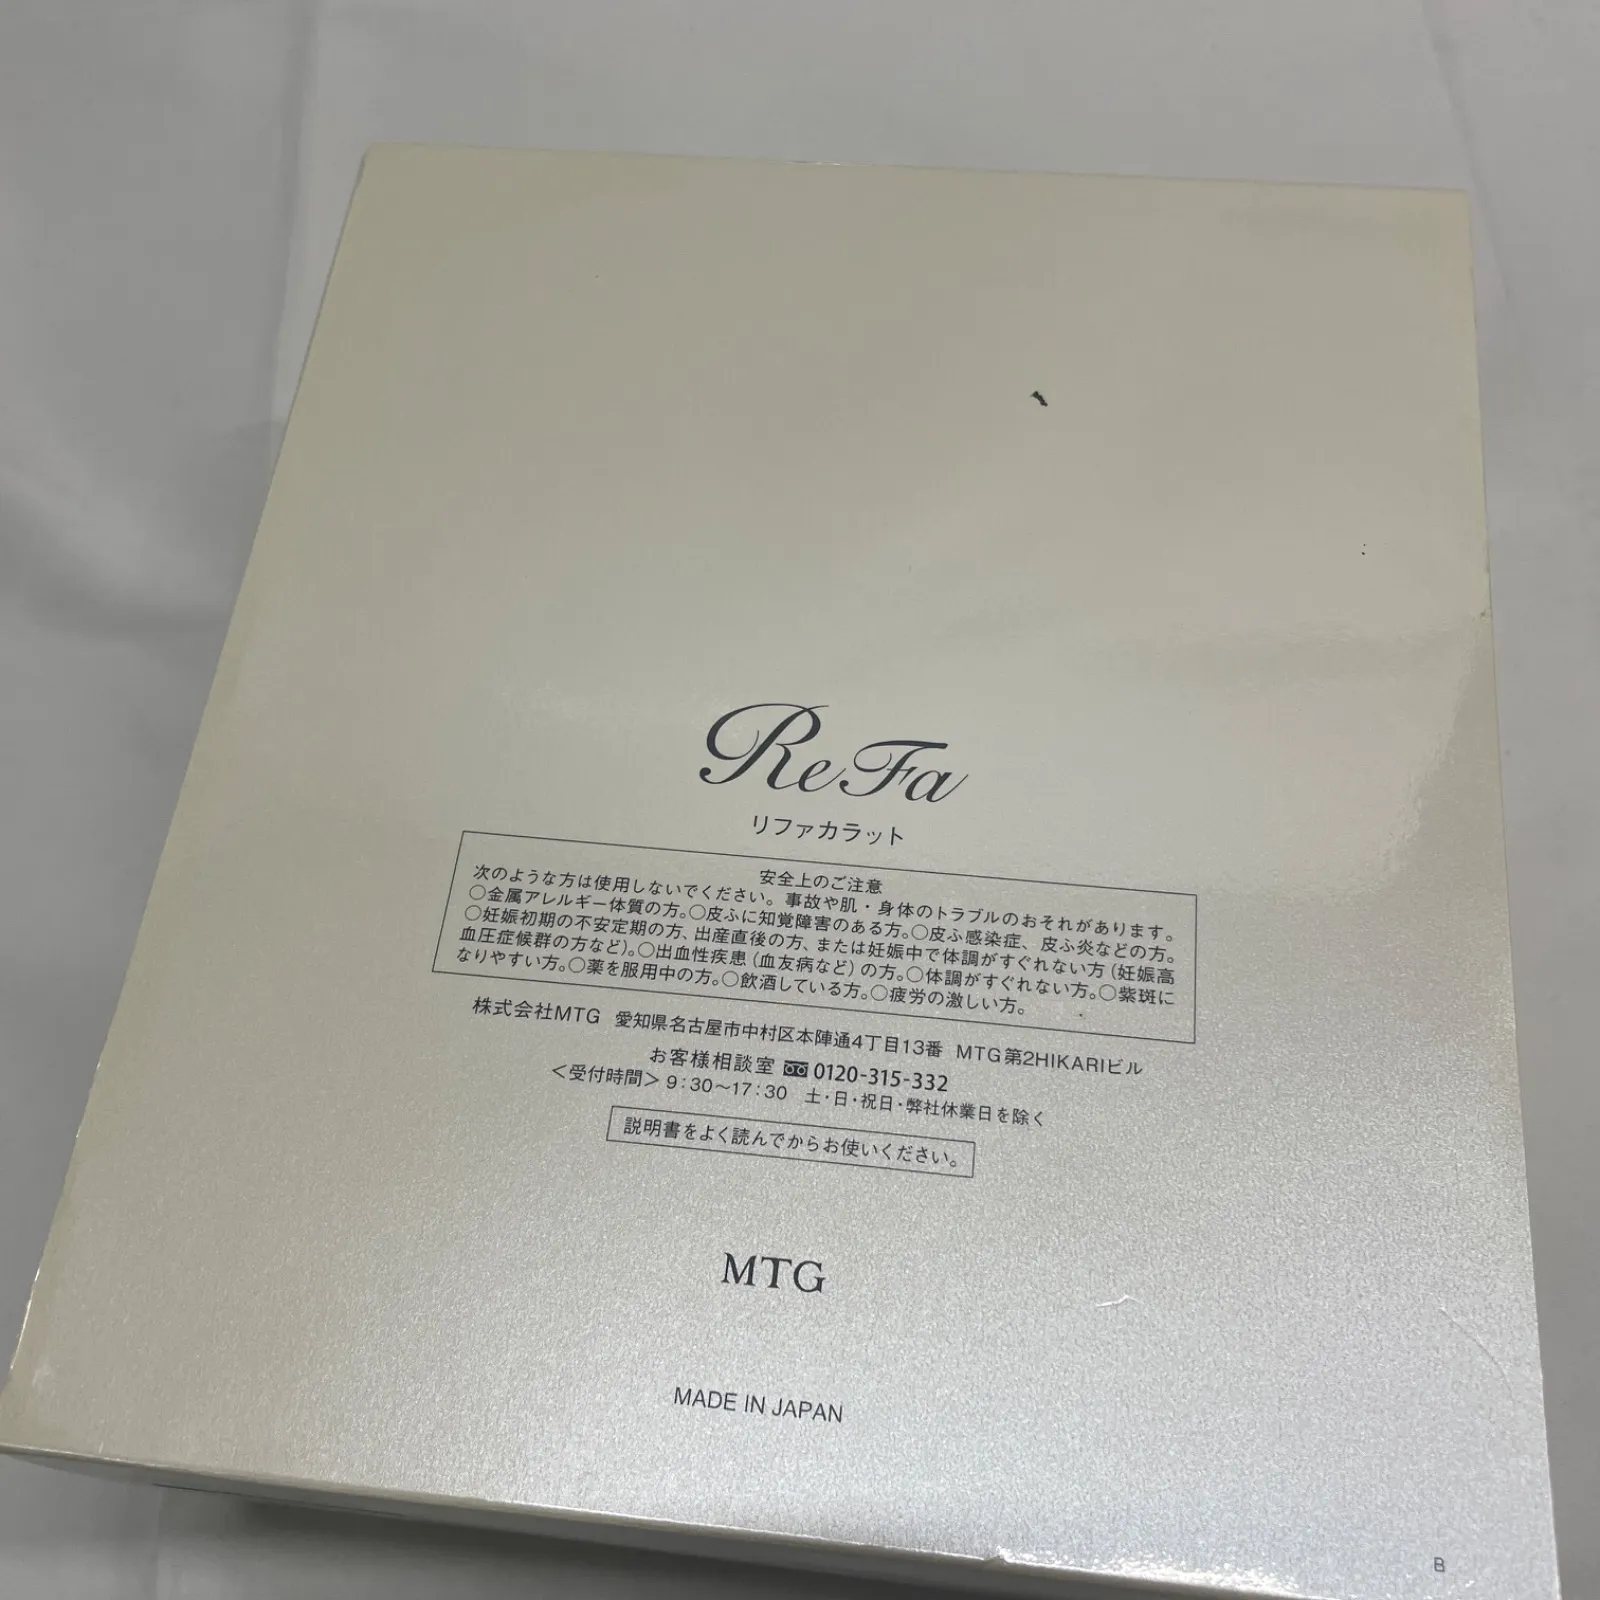 ReFa
リファカラット
安全上のご注意
次のような方は使用しないでください。事故や肌・身体のトラブルのおそれがあります。
○金属アレルギー体質の方。○皮ふに知覚障害のある方。○皮ふ感染症、皮ふ炎などの方。
○妊娠初期の不安定期の方、出産直後の方、または妊娠中で体調がすぐれない方(妊娠高
血圧症候群の方など)。○出血性疾患(血友病など)の方。○体調がすぐれない方。○紫斑に
なりやすい方。○薬を服用中の方。○飲酒している方。○疲労の激しい方。
株式会社MTG 愛知県名古屋市中村区本陣通4丁目13番 MTG第2HIKARIビル
お客様相談室 0120-315-332
<受付時間>9:30〜17:30 土・日・祝日・弊社休業日を除く
説明書をよく読んでからお使いください。
MTG
MADE IN JAPAN
B